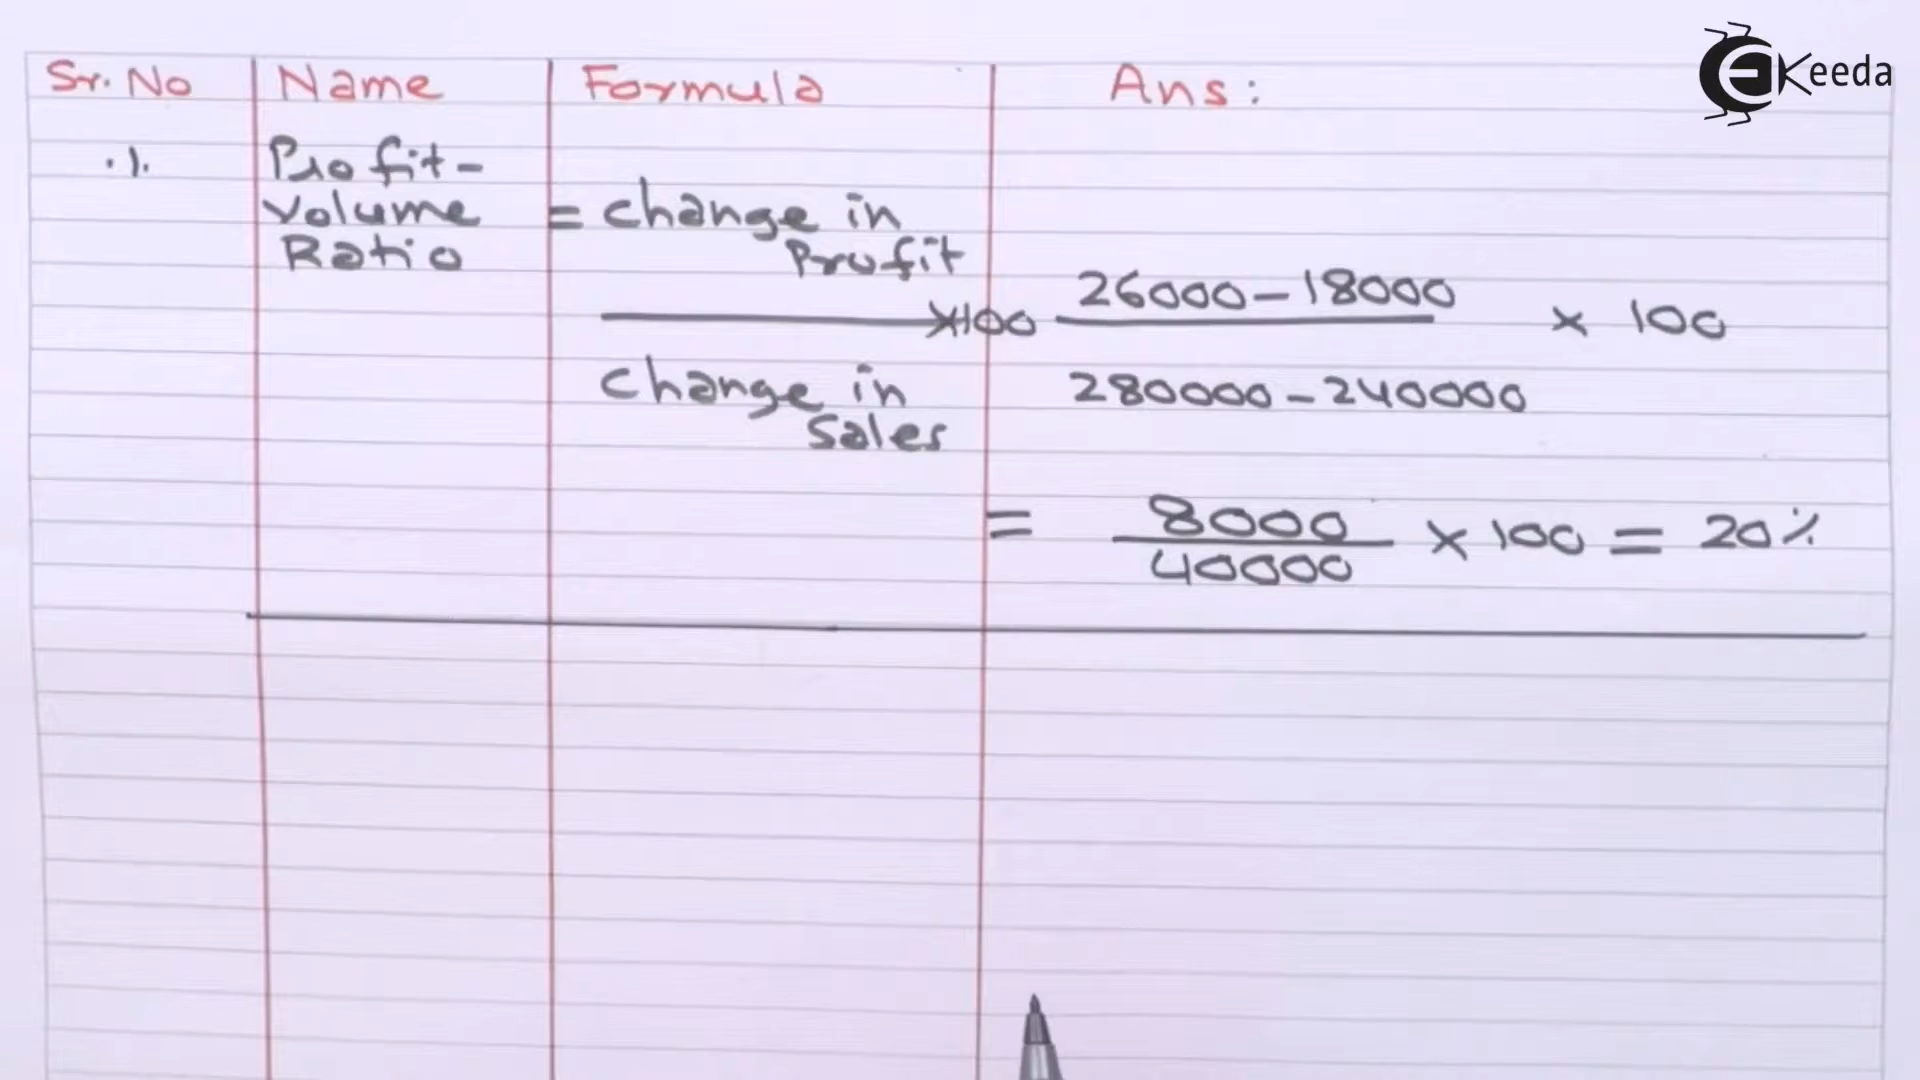 Sr. No Name Formula Ans:
EKeeda
.1. Profit-
Volume = Change in
Ratio Profit
26000 - 18000
×100 × 100
Change in 280000 - 240000
Sales
= 8000 × 100 = 20%
40000